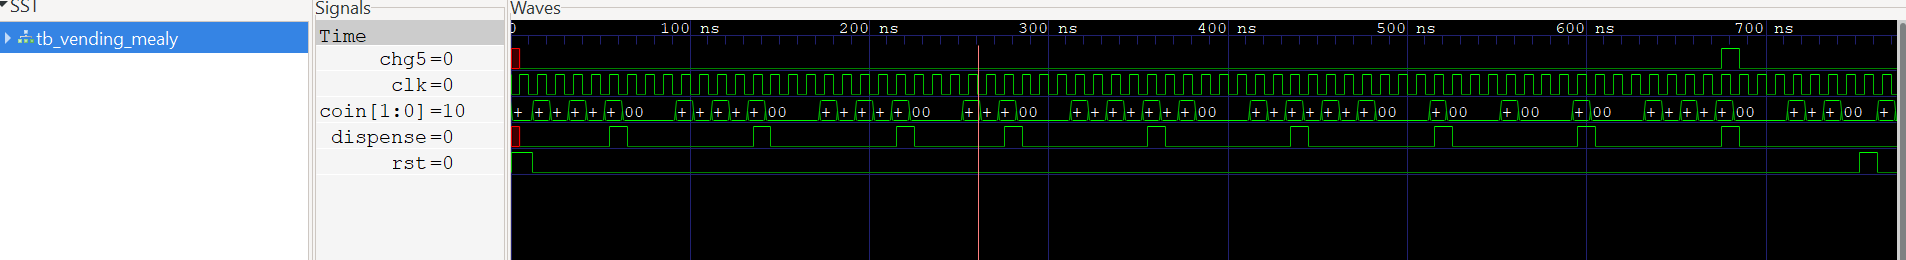 SST
Signals
Waves
tb_vending_mealy
Time
0 100 ns 200 ns 300 ns 400 ns 500 ns 600 ns 700 ns
chg5=0
clk=0
coin[1:0]=10
+ + + + + + 00 + + + + + 00 + + + + + 00 + + + 00 + + + + + + + 00 + + + + + + 00 + 00 + 00 + 00 + + + + + 00 + + + 00 +
dispense=0
rst=0